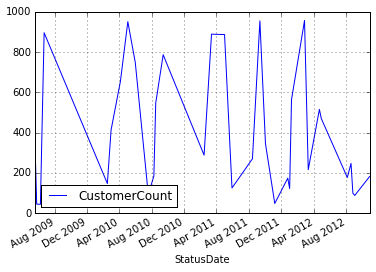 1000
800
600
400
200
0
CustomerCount
Aug 2009
Dec 2009
Apr 2010
Aug 2010
Dec 2010
Apr 2011
Aug 2011
Dec 2011
Apr 2012
Aug 2012
StatusDate